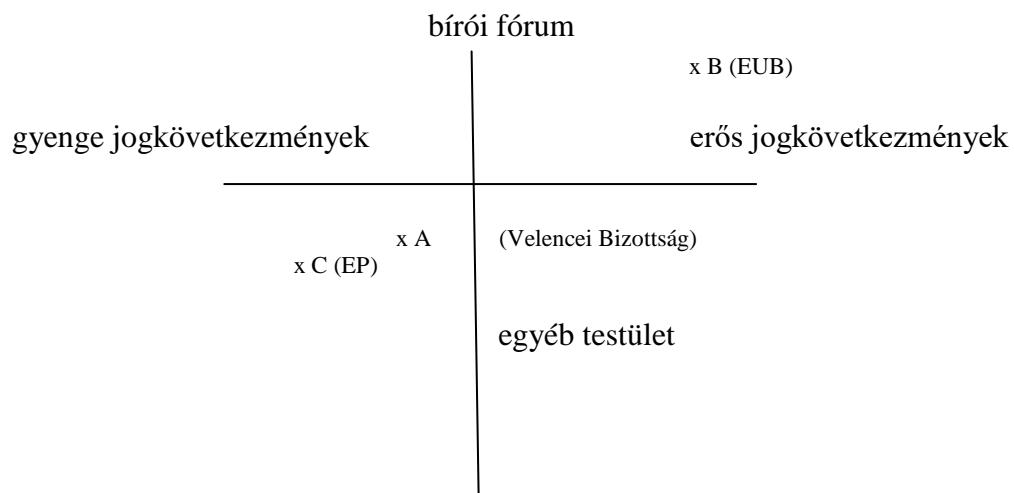 bírói fórum
x B (EUB)
gyenge jogkövetkezmények
erős jogkövetkezmények
x A (Velencei Bizottság)
x C (EP)
egyéb testület